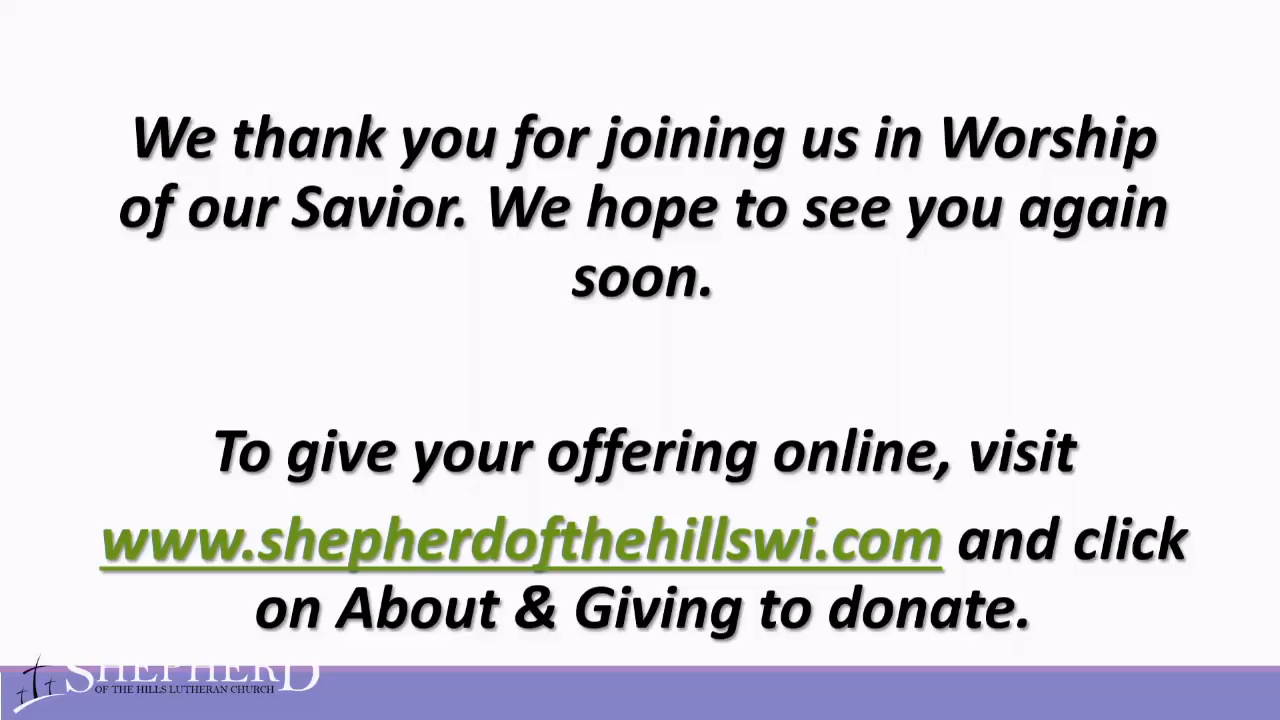 We thank you for joining us in Worship
of our Savior. We hope to see you again
soon.
To give your offering online, visit
www.shepherdofthehillswi.com and click
on About & Giving to donate.
SHEPHERD
OF THE HILLS LUTHERAN CHURCH